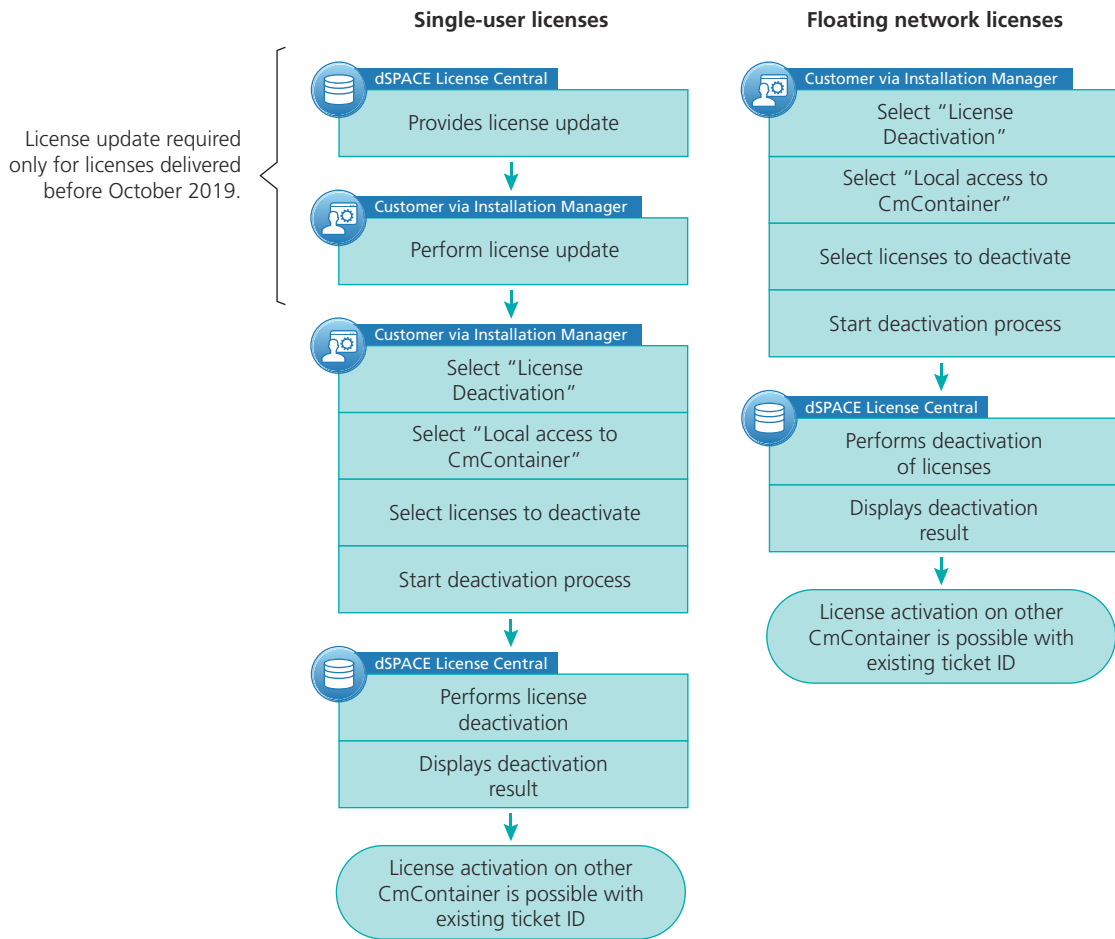 Single-user licenses
Floating network licenses
License update required
only for licenses delivered
before October 2019.
dSPACE License Central
Provides license update
Customer via Installation Manager
Perform license update
Customer via Installation Manager
Select “License
Deactivation”
Select “Local access to
CmContainer”
Select licenses to deactivate
Start deactivation process
dSPACE License Central
Performs license
deactivation
Displays deactivation
result
License activation on other
CmContainer is possible with
existing ticket ID
Customer via Installation Manager
Select “License
Deactivation”
Select “Local access to
CmContainer”
Select licenses to deactivate
Start deactivation process
dSPACE License Central
Performs deactivation
of licenses
Displays deactivation
result
License activation on other
CmContainer is possible with
existing ticket ID